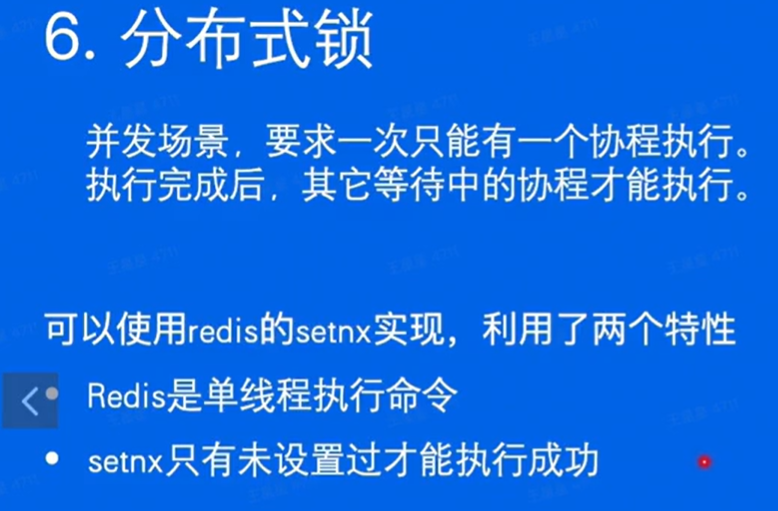 6. 分布式锁
并发场景，要求一次只能有一个协程执行。
执行完成后，其它等待中的协程才能执行。
可以使用redis的setnx实现，利用了两个特性
• Redis是单线程执行命令
• setnx只有未设置过才能执行成功